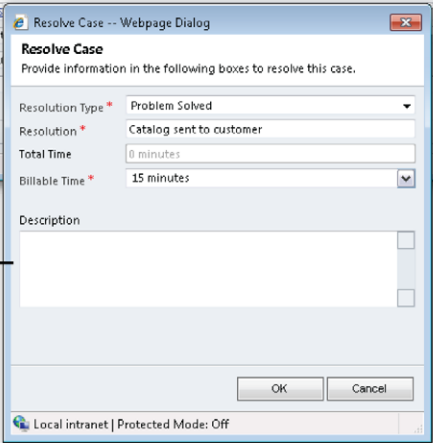 Resolve Case -- Webpage Dialog
Resolve Case
Provide information in the following boxes to resolve this case.
Resolution Type * Problem Solved
Resolution * Catalog sent to customer
Total Time 0 minutes
Billable Time * 15 minutes
Description
OK Cancel
Local intranet | Protected Mode: Off